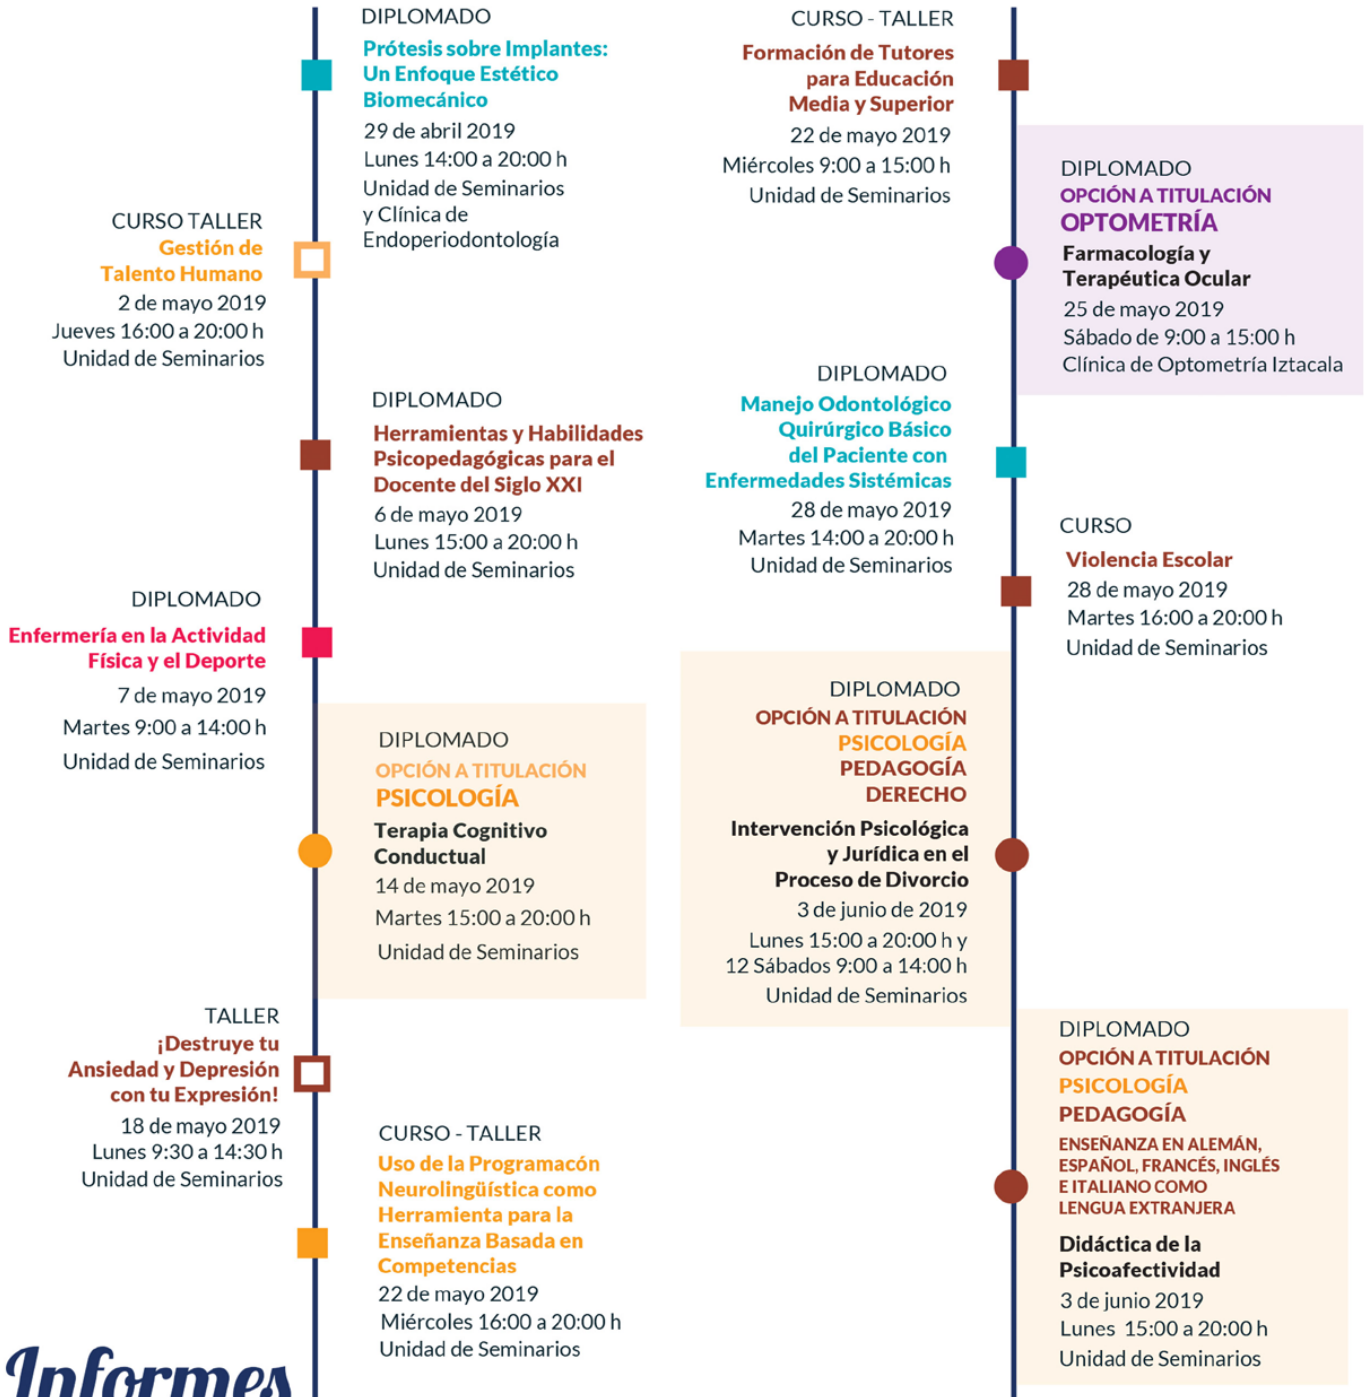 DIPLOMADO
Prótesis sobre Implantes:
Un Enfoque Estético
Biomecánico
29 de abril 2019
Lunes 14:00 a 20:00 h
Unidad de Seminarios
y Clínica de
Endoperiodontología
CURSO TALLER
Gestión de
Talento Humano
2 de mayo 2019
Jueves 16:00 a 20:00 h
Unidad de Seminarios
DIPLOMADO
Herramientas y Habilidades
Psicopedagógicas para el
Docente del Siglo XXI
6 de mayo 2019
Lunes 15:00 a 20:00 h
Unidad de Seminarios
DIPLOMADO
Enfermería en la Actividad
Física y el Deporte
7 de mayo 2019
Martes 9:00 a 14:00 h
Unidad de Seminarios
DIPLOMADO
OPCIÓN A TITULACIÓN
PSICOLOGÍA
Terapia Cognitivo
Conductual
14 de mayo 2019
Martes 15:00 a 20:00 h
Unidad de Seminarios
TALLER
¡Destruye tu
Ansiedad y Depresión
con tu Expresión!
18 de mayo 2019
Lunes 9:30 a 14:30 h
Unidad de Seminarios
CURSO - TALLER
Uso de la Programacón
Neurolingüística como
Herramienta para la
Enseñanza Basada en
Competencias
22 de mayo 2019
Miércoles 16:00 a 20:00 h
Unidad de Seminarios
Informes
CURSO - TALLER
Formación de Tutores
para Educación
Media y Superior
22 de mayo 2019
Miércoles 9:00 a 15:00 h
Unidad de Seminarios
DIPLOMADO
OPCIÓN A TITULACIÓN
OPTOMETRÍA
Farmacología y
Terapéutica Ocular
25 de mayo 2019
Sábado de 9:00 a 15:00 h
Clínica de Optometría Iztacala
DIPLOMADO
Manejo Odontológico
Quirúrgico Básico
del Paciente con
Enfermedades Sistémicas
28 de mayo 2019
Martes 14:00 a 20:00 h
Unidad de Seminarios
CURSO
Violencia Escolar
28 de mayo 2019
Martes 16:00 a 20:00 h
Unidad de Seminarios
DIPLOMADO
OPCIÓN A TITULACIÓN
PSICOLOGÍA
PEDAGOGÍA
DERECHO
Intervención Psicológica
y Jurídica en el
Proceso de Divorcio
3 de junio de 2019
Lunes 15:00 a 20:00 h y
12 Sábados 9:00 a 14:00 h
Unidad de Seminarios
DIPLOMADO
OPCIÓN A TITULACIÓN
PSICOLOGÍA
PEDAGOGÍA
ENSEÑANZA EN ALEMÁN,
ESPAÑOL, FRANCÉS, INGLÉS
E ITALIANO COMO
LENGUA EXTRANJERA
Didáctica de la
Psicoafectividad
3 de junio 2019
Lunes 15:00 a 20:00 h
Unidad de Seminarios